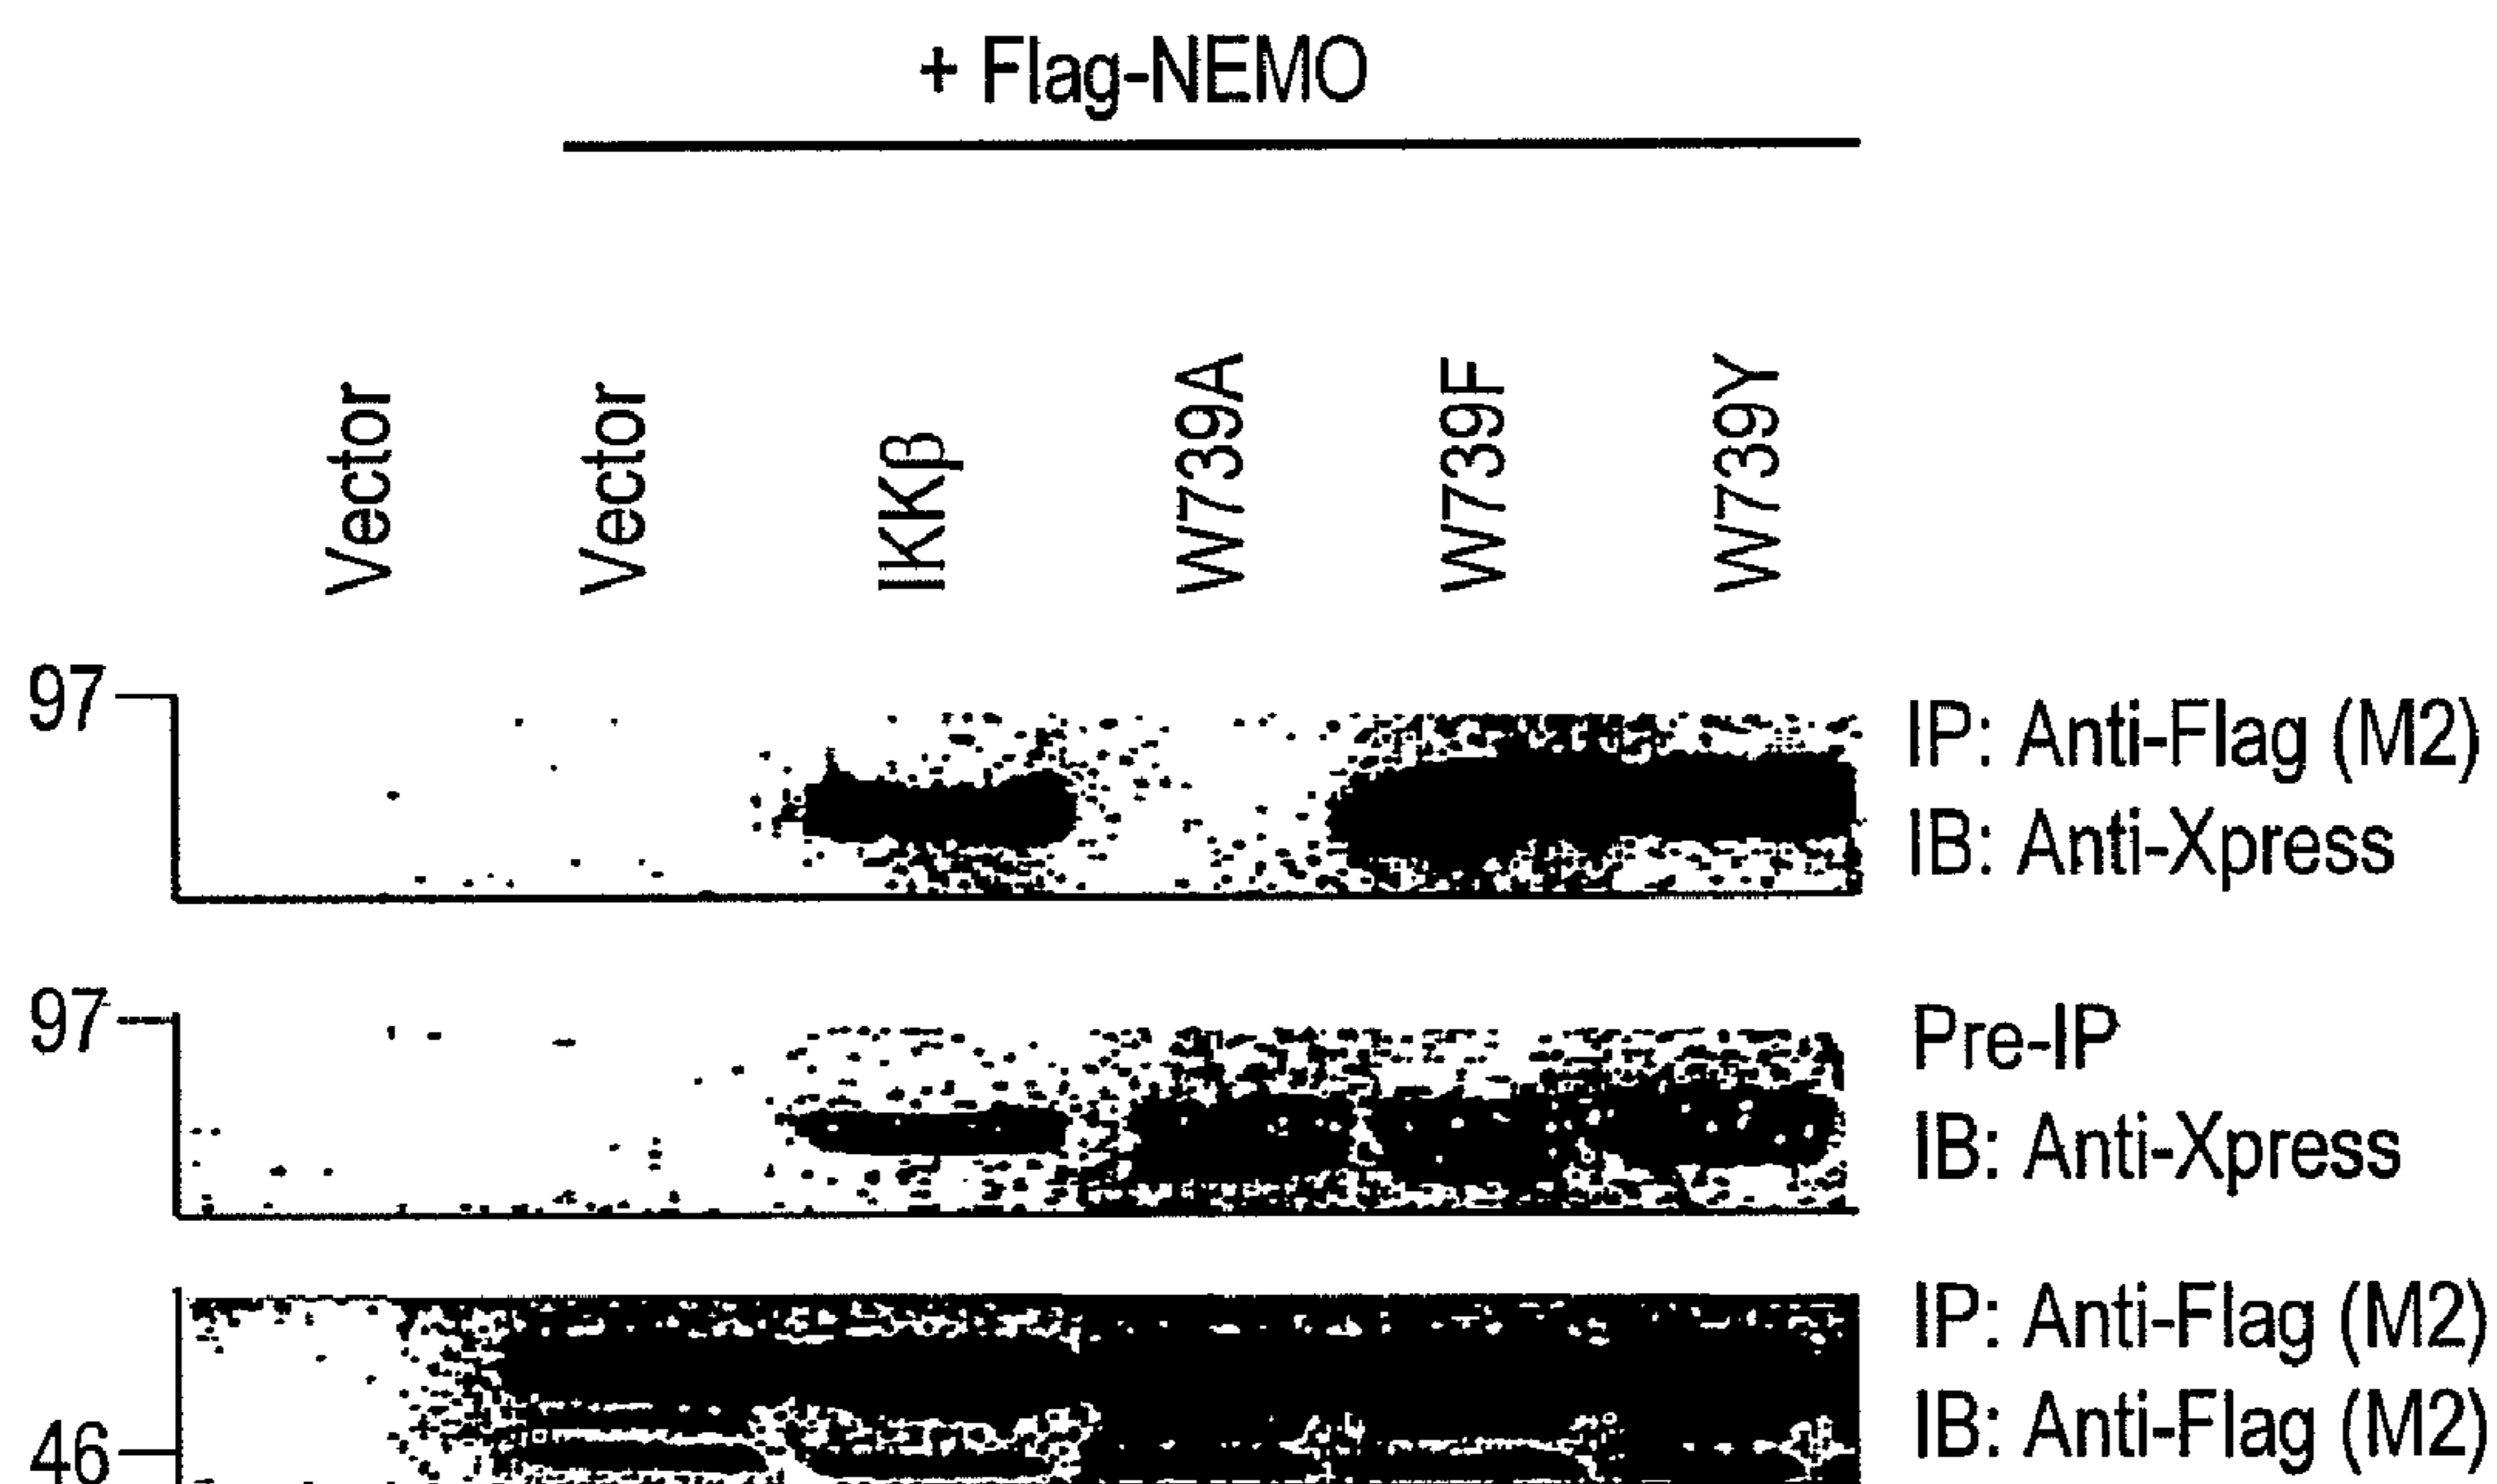 + Flag-NEMO
Vector
Vector
IKKβ
W739A
W739F
W739Y
97
IP: Anti-Flag (M2)
IB: Anti-Xpress
97
Pre-IP
IB: Anti-Xpress
IP: Anti-Flag (M2)
46
IB: Anti-Flag (M2)